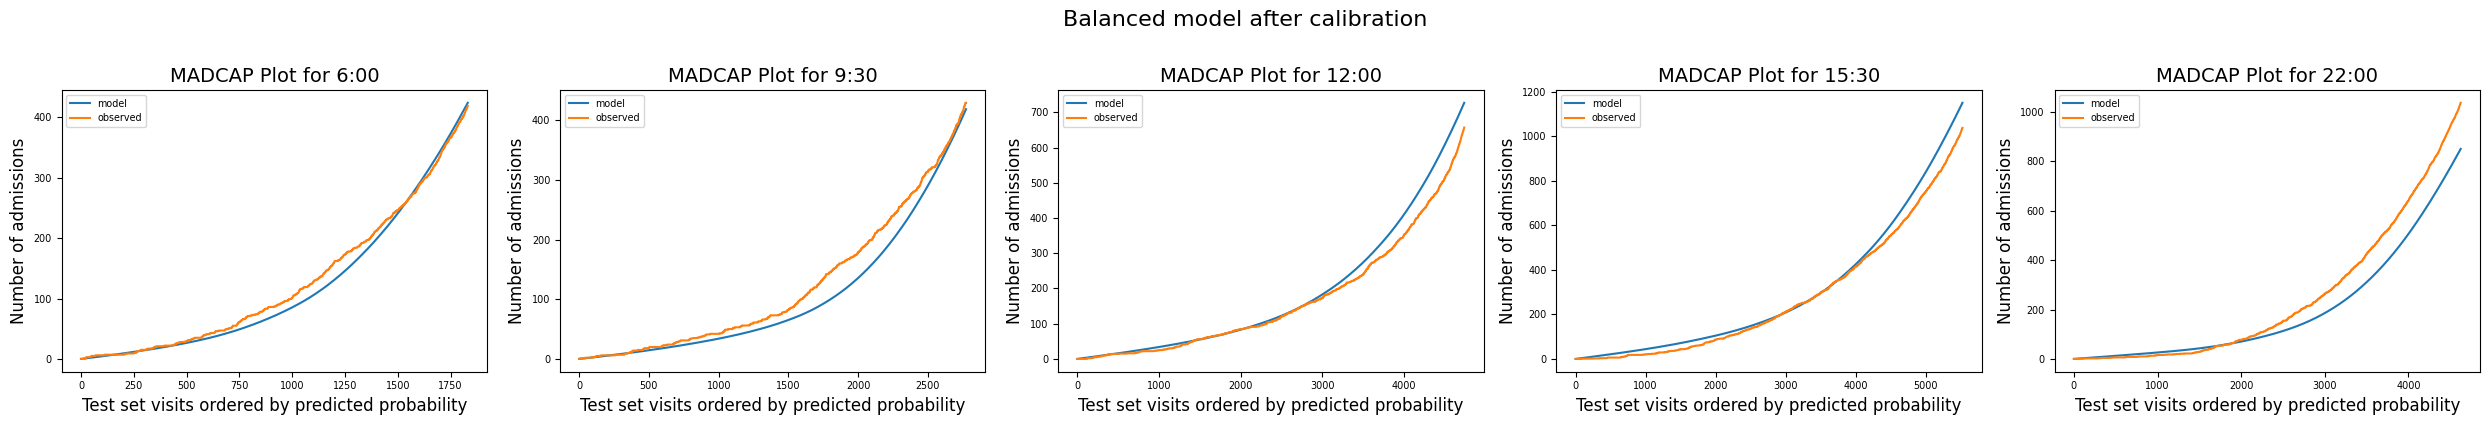 Balanced model after calibration
MADCAP Plot for 6:00
Number of admissions
400
300
200
100
0
model
observed
0 250 500 750 1000 1250 1500 1750
Test set visits ordered by predicted probability
MADCAP Plot for 9:30
Number of admissions
400
300
200
100
0
model
observed
0 500 1000 1500 2000 2500
Test set visits ordered by predicted probability
MADCAP Plot for 12:00
Number of admissions
700
600
500
400
300
200
100
0
model
observed
0 1000 2000 3000 4000
Test set visits ordered by predicted probability
MADCAP Plot for 15:30
Number of admissions
1200
1000
800
600
400
200
0
model
observed
0 1000 2000 3000 4000 5000
Test set visits ordered by predicted probability
MADCAP Plot for 22:00
Number of admissions
1000
800
600
400
200
0
model
observed
0 1000 2000 3000 4000
Test set visits ordered by predicted probability